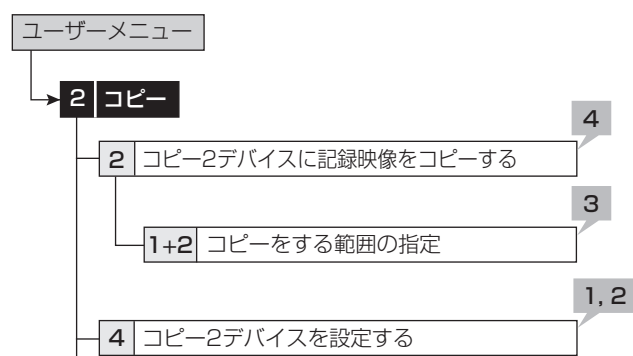 ユーザーメニュー
2 コピー
4
2 コピー2デバイスに記録映像をコピーする
3
1+2 コピーをする範囲の指定
1, 2
4 コピー2デバイスを設定する